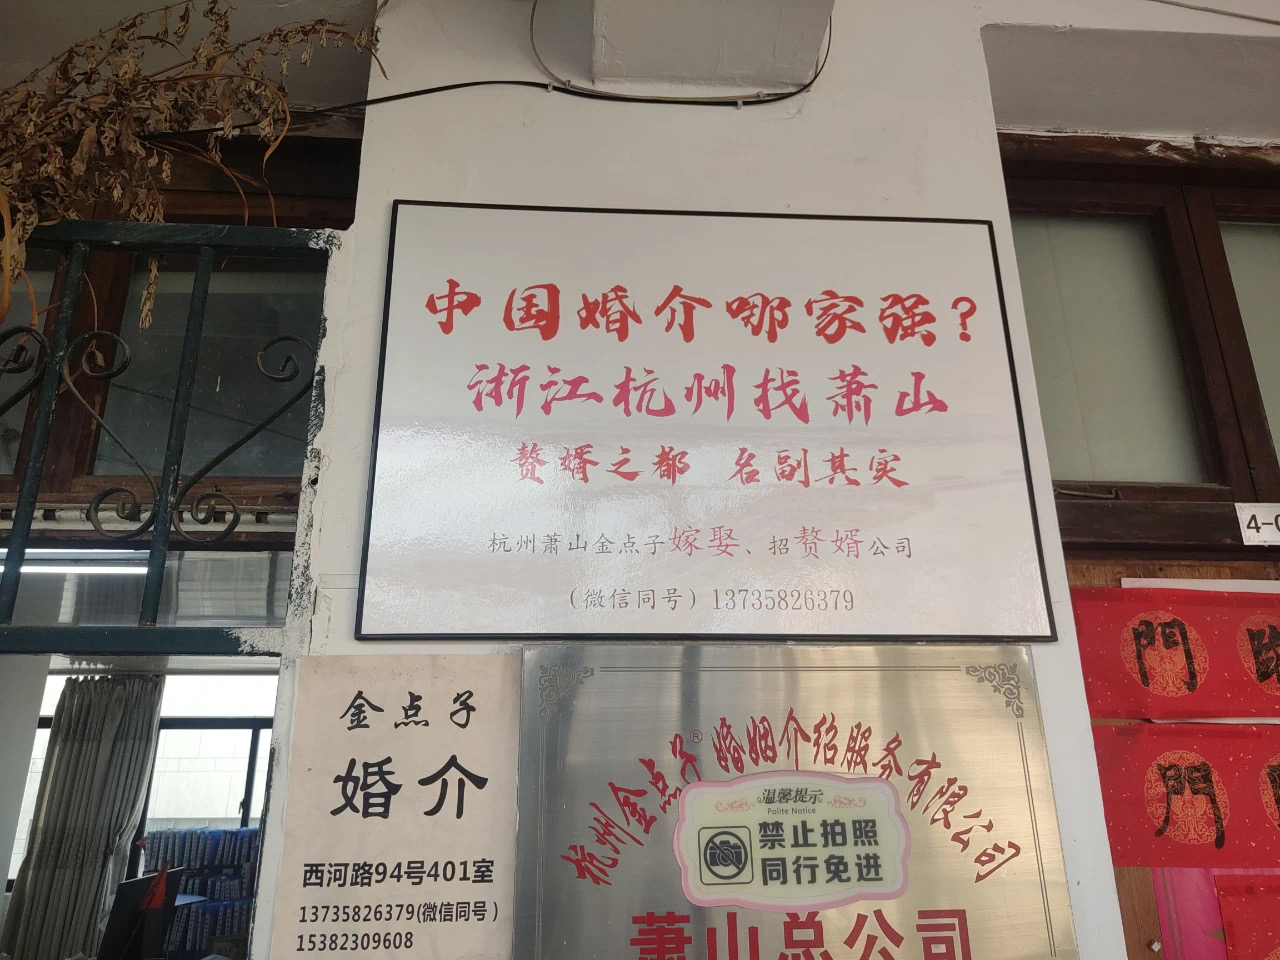 中国婚介哪家强?
浙江杭州找萧山
赘婿之都 名副其实
杭州萧山金点子嫁娶、招赘婿公司
(微信同号) 13735826379
金点子
婚介
西河路94号401室
13735826379(微信同号)
15382309608
杭州金点子®婚姻介绍服务有限公司
温馨提示
Polite Notice
禁止拍照
同行免进
萧山总公司
4-
門
門